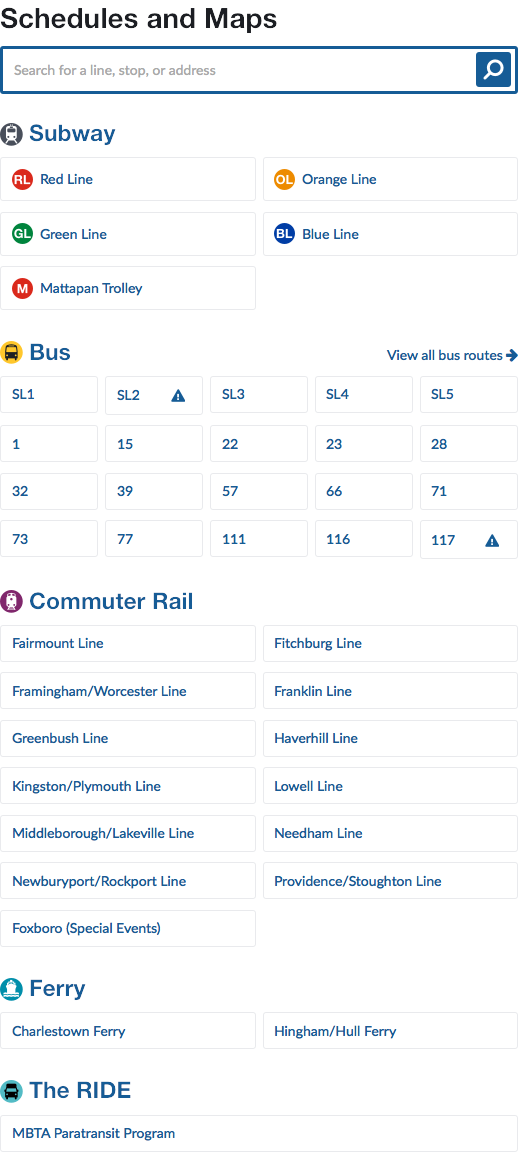 Schedules and Maps
Search for a line, stop, or address
Subway
RL Red Line
OL Orange Line
GL Green Line
BL Blue Line
M Mattapan Trolley
Bus
View all bus routes
SL1 SL2 SL3 SL4 SL5
1 15 22 23 28
32 39 57 66 71
73 77 111 116 117
Commuter Rail
Fairmount Line
Fitchburg Line
Framingham/Worcester Line
Franklin Line
Greenbush Line
Haverhill Line
Kingston/Plymouth Line
Lowell Line
Middleborough/Lakeville Line
Needham Line
Newburyport/Rockport Line
Providence/Stoughton Line
Foxboro (Special Events)
Ferry
Charlestown Ferry
Hingham/Hull Ferry
The RIDE
MBTA Paratransit Program